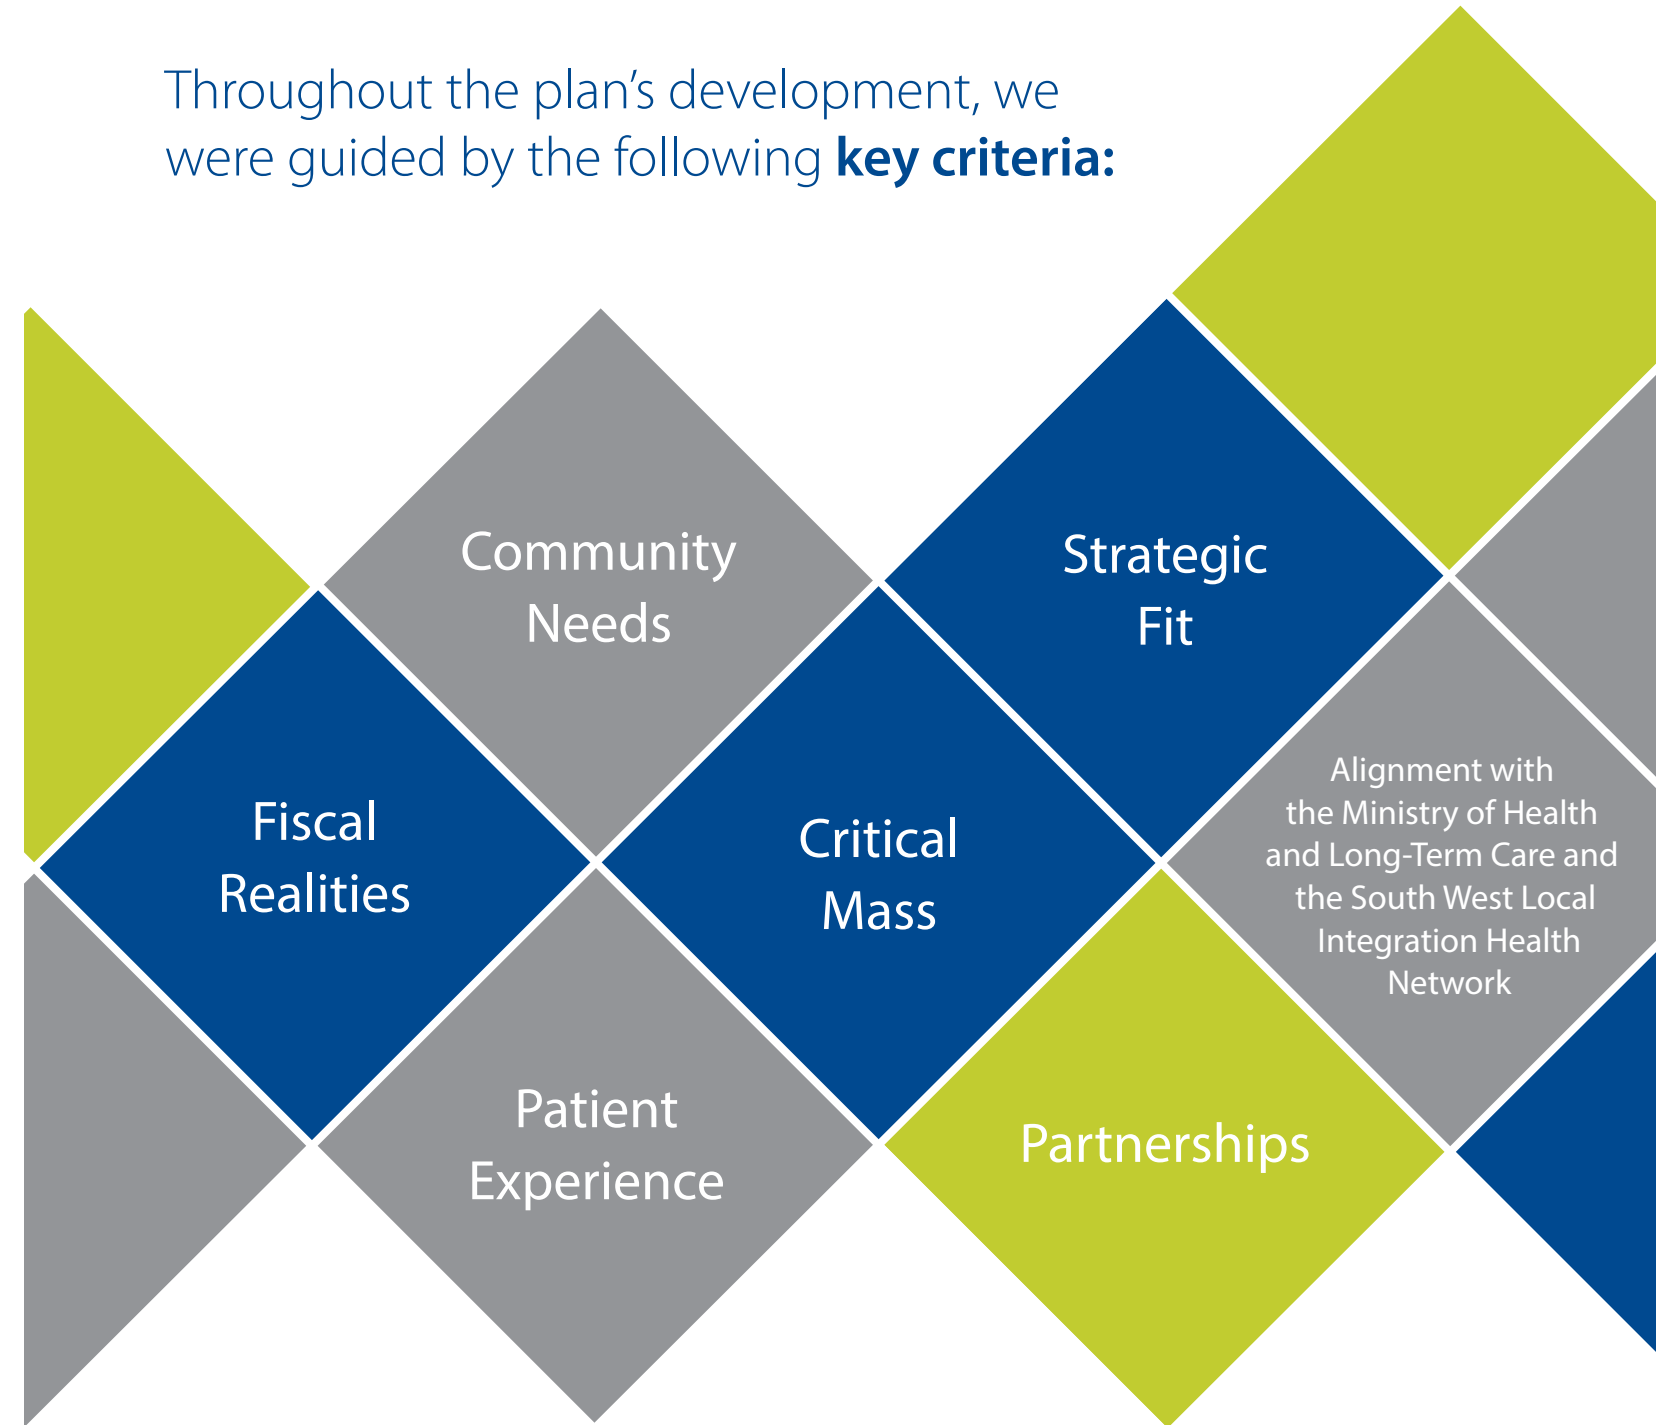 Throughout the plan’s development, we
were guided by the following key criteria:
Community
Needs
Strategic
Fit
Fiscal
Realities
Critical
Mass
Alignment with
the Ministry of Health
and Long-Term Care and
the South West Local
Integration Health
Network
Patient
Experience
Partnerships